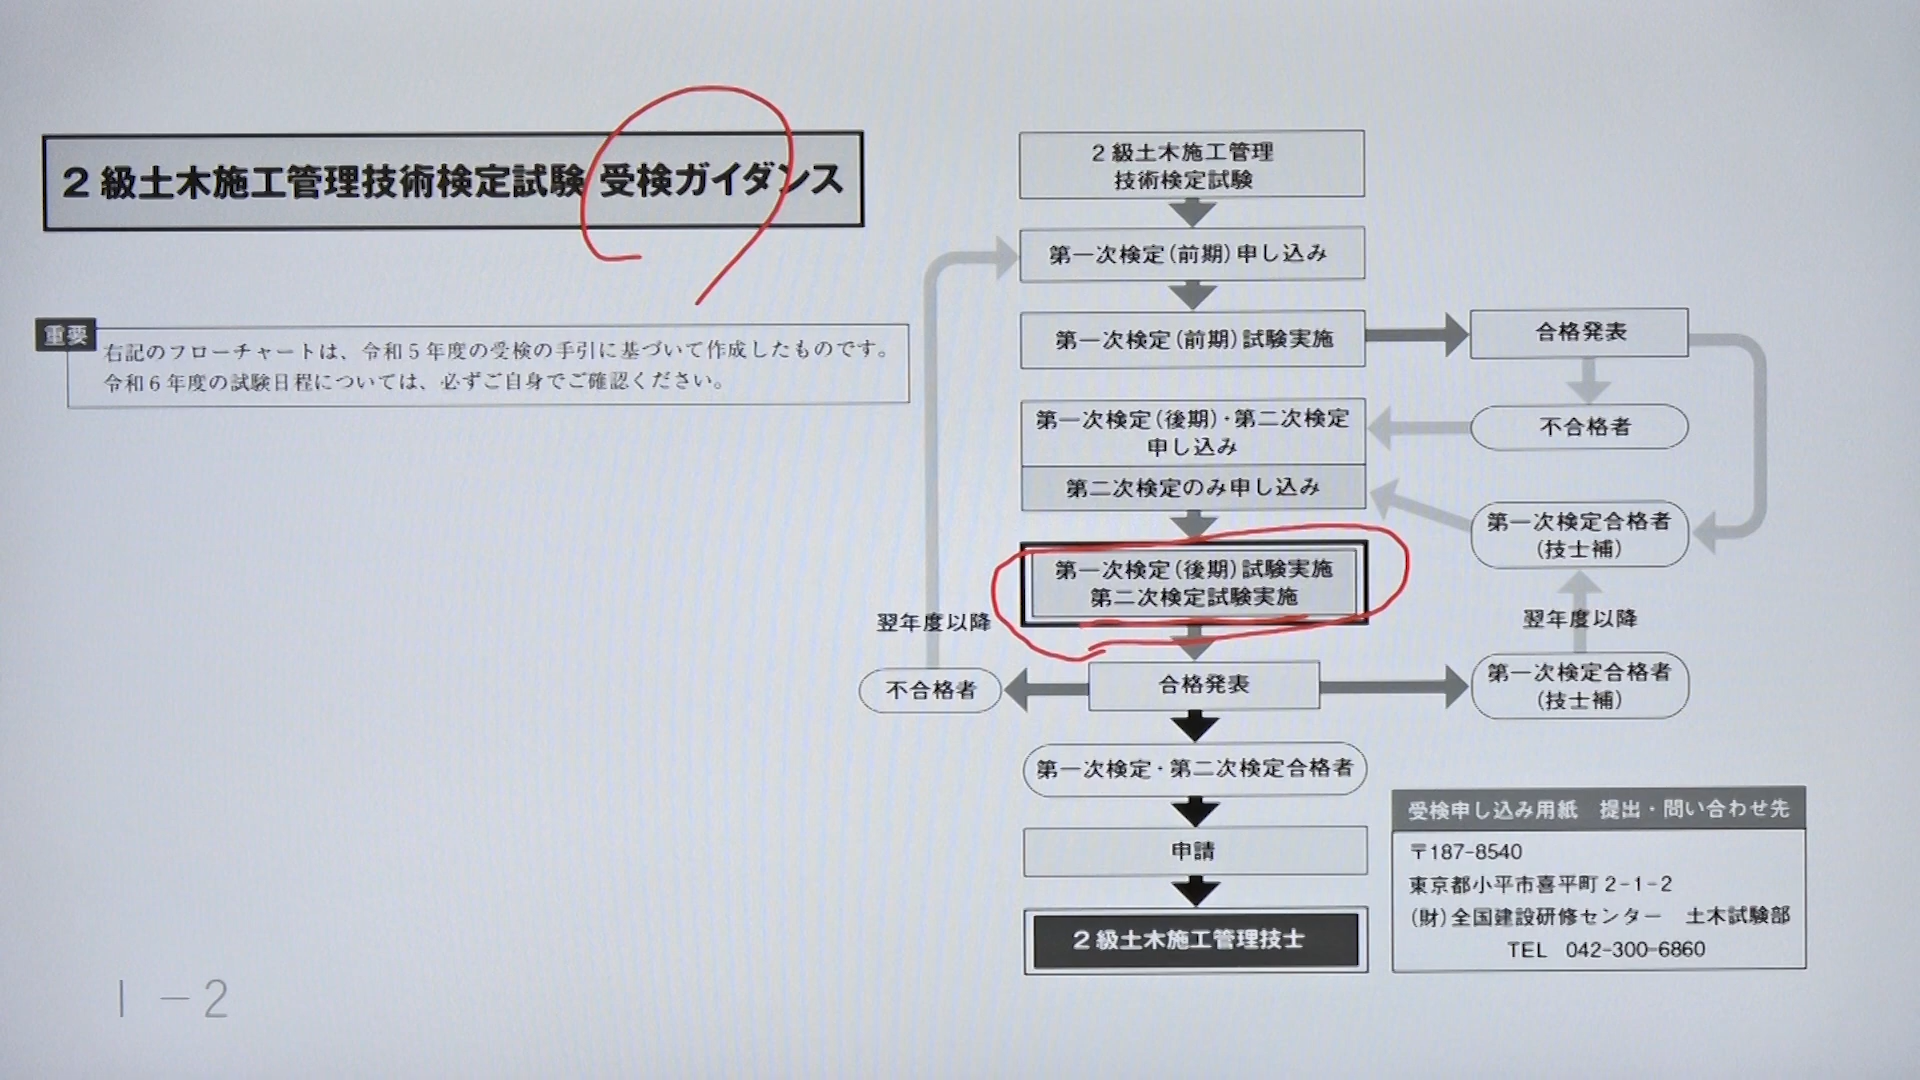 2級土木施工管理技術検定試験 受検ガイダンス
重要
右記のフローチャートは、令和5年度の受検の手引に基づいて作成したものです。
令和6年度の試験日程については、必ずご自身でご確認ください。
2級土木施工管理
技術検定試験
第一次検定(前期)申し込み
第一次検定(前期)試験実施
合格発表
不合格者
第一次検定(後期)・第二次検定
申し込み
第二次検定のみ申し込み
第一次検定合格者
(技士補)
第一次検定(後期)試験実施
第二次検定試験実施
翌年度以降
翌年度以降
不合格者
合格発表
第一次検定合格者
(技士補)
第一次検定・第二次検定合格者
申請
2級土木施工管理技士
受検申し込み用紙 提出・問い合わせ先
〒187-8540
東京都小平市喜平町2-1-2
(財)全国建設研修センター 土木試験部
TEL 042-300-6860
1-2